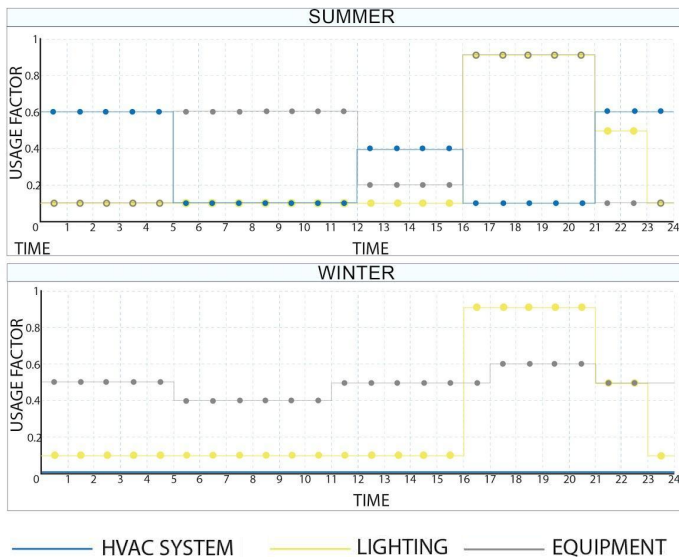 SUMMER
USAGE FACTOR
1
0.8
0.6
0.4
0.2
0 1 2 3 4 5 6 7 8 9 10 11 12 13 14 15 16 17 18 19 20 21 22 23 24
TIME TIME
WINTER
USAGE FACTOR
1
0.8
0.6
0.4
0.2
0 1 2 3 4 5 6 7 8 9 10 11 12 13 14 15 16 17 18 19 20 21 22 23 24
TIME
HVAC SYSTEM LIGHTING EQUIPMENT